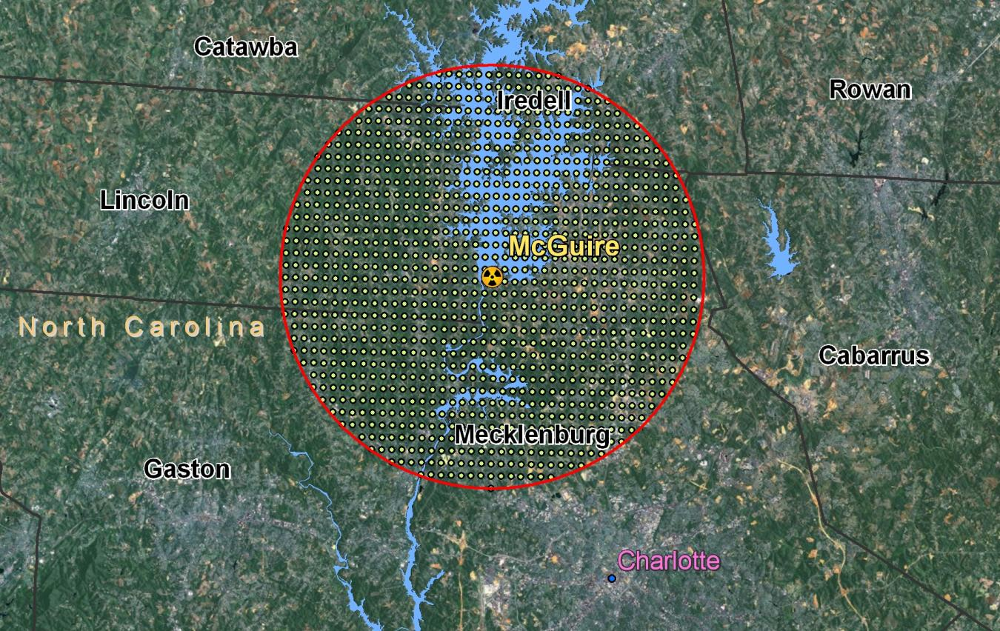 Catawba
Rowan
Iredell
Lincoln
McGuire
North Carolina
Cabarrus
Mecklenburg
Gaston
Charlotte